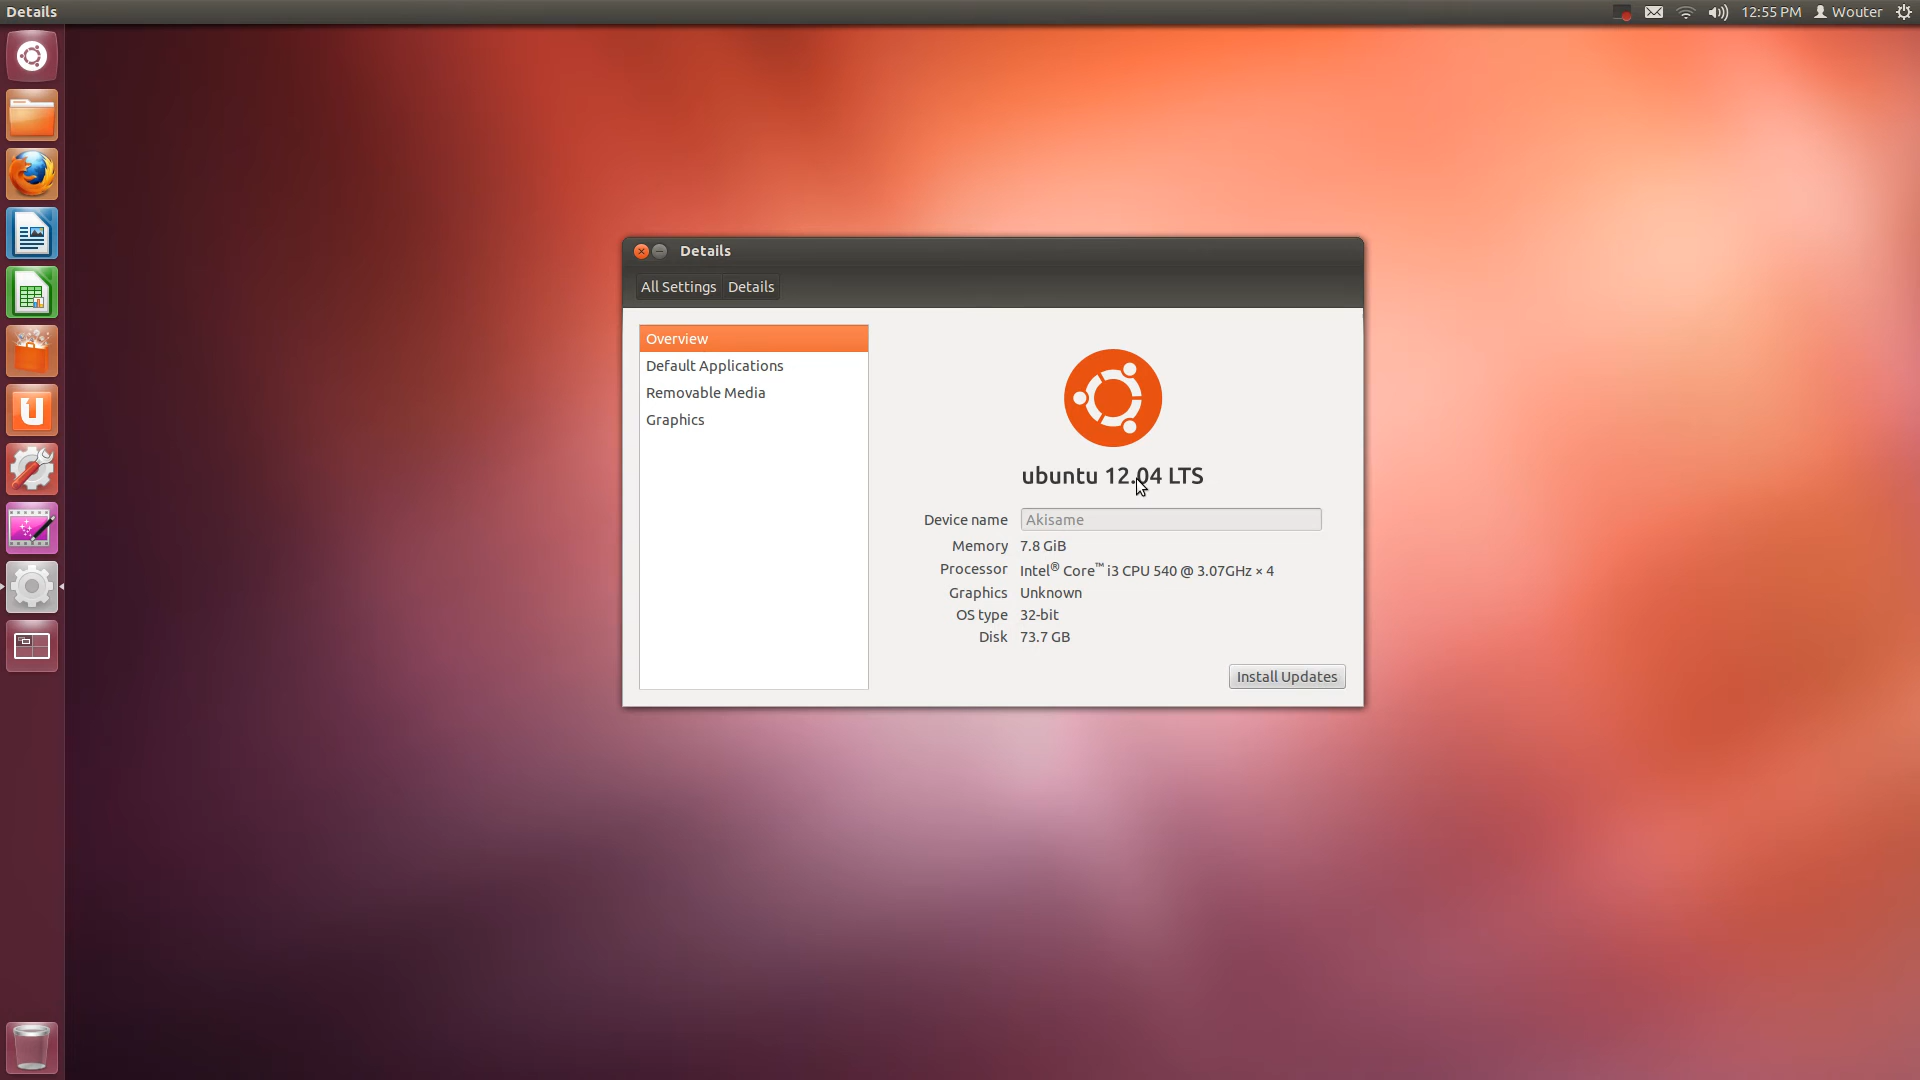 Details
12:55 PM Wouter
Details
All Settings Details
Overview
Default Applications
Removable Media
Graphics
ubuntu 12.04 LTS
Device name Akisame
Memory 7.8 GiB
Processor Intel® Core™ i3 CPU 540 @ 3.07GHz × 4
Graphics Unknown
OS type 32-bit
Disk 73.7 GB
Install Updates